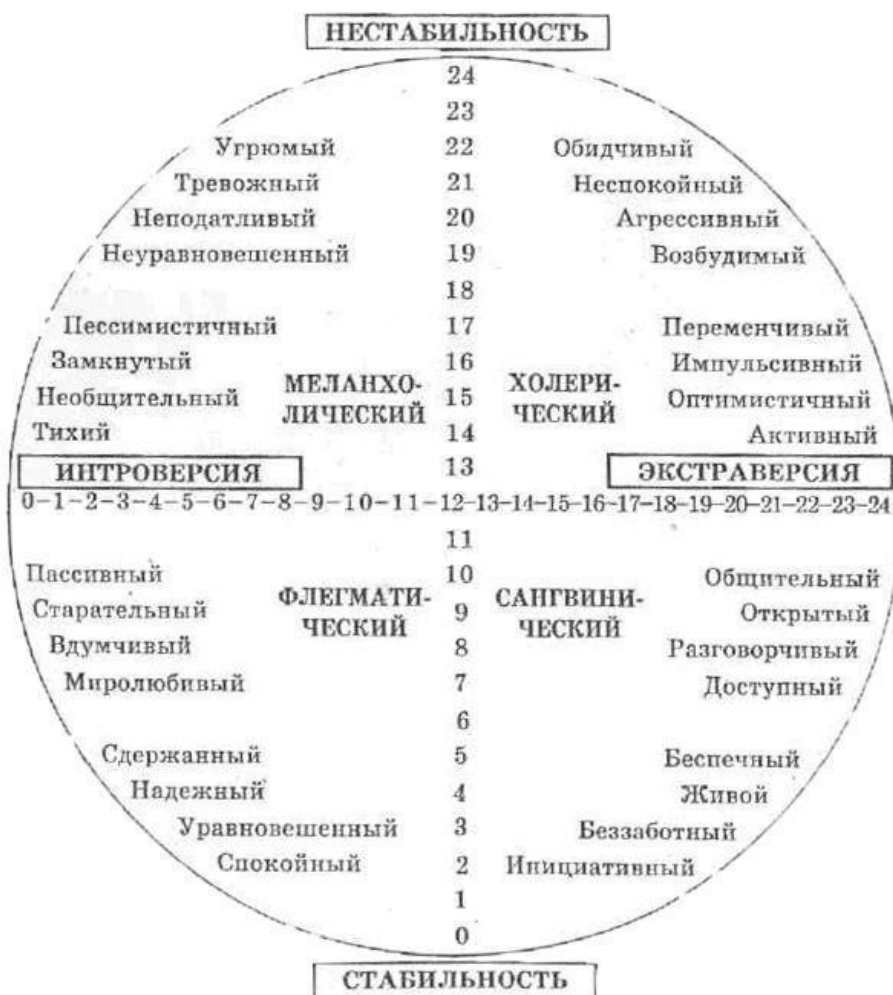 НЕСТАБИЛЬНОСТЬ
24
23
Угрюмый 22 Обидчивый
Тревожный 21 Неспокойный
Неподатливый 20 Агрессивный
Неуравновешенный 19 Возбудимый
18
Пессимистичный 17 Переменчивый
Замкнутый 16 Импульсивный
МЕЛАНХО- ХОЛЕРИ-
Необщительный 15 Оптимистичный
ЛИЧЕСКИЙ ЧЕСКИЙ
Тихий 14 Активный
ИНТРОВЕРСИЯ 13 ЭКСТРАВЕРСИЯ
0-1-2-3-4-5-6-7-8-9-10-11-12-13-14-15-16-17-18-19-20-21-22-23-24
11
Пассивный 10 Общительный
ФЛЕГМАТИ- САНГВИНИ-
Старательный 9 Открытый
ЧЕСКИЙ ЧЕСКИЙ
Вдумчивый 8 Разговорчивый
Миролюбивый 7 Доступный
6
Сдержанный 5 Беспечный
Надежный 4 Живой
Уравновешенный 3 Беззаботный
Спокойный 2 Инициативный
1
0
СТАБИЛЬНОСТЬ